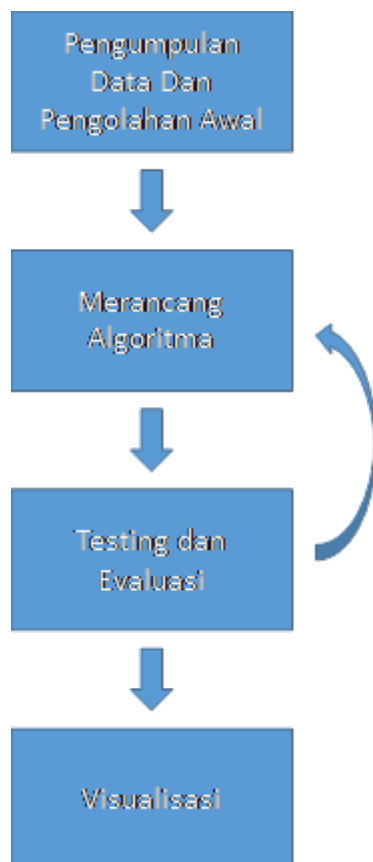 Pengumpulan
Data Dan
Pengolahan Awal
Merancang
Algoritma
Testing dan
Evaluasi
Visualisasi